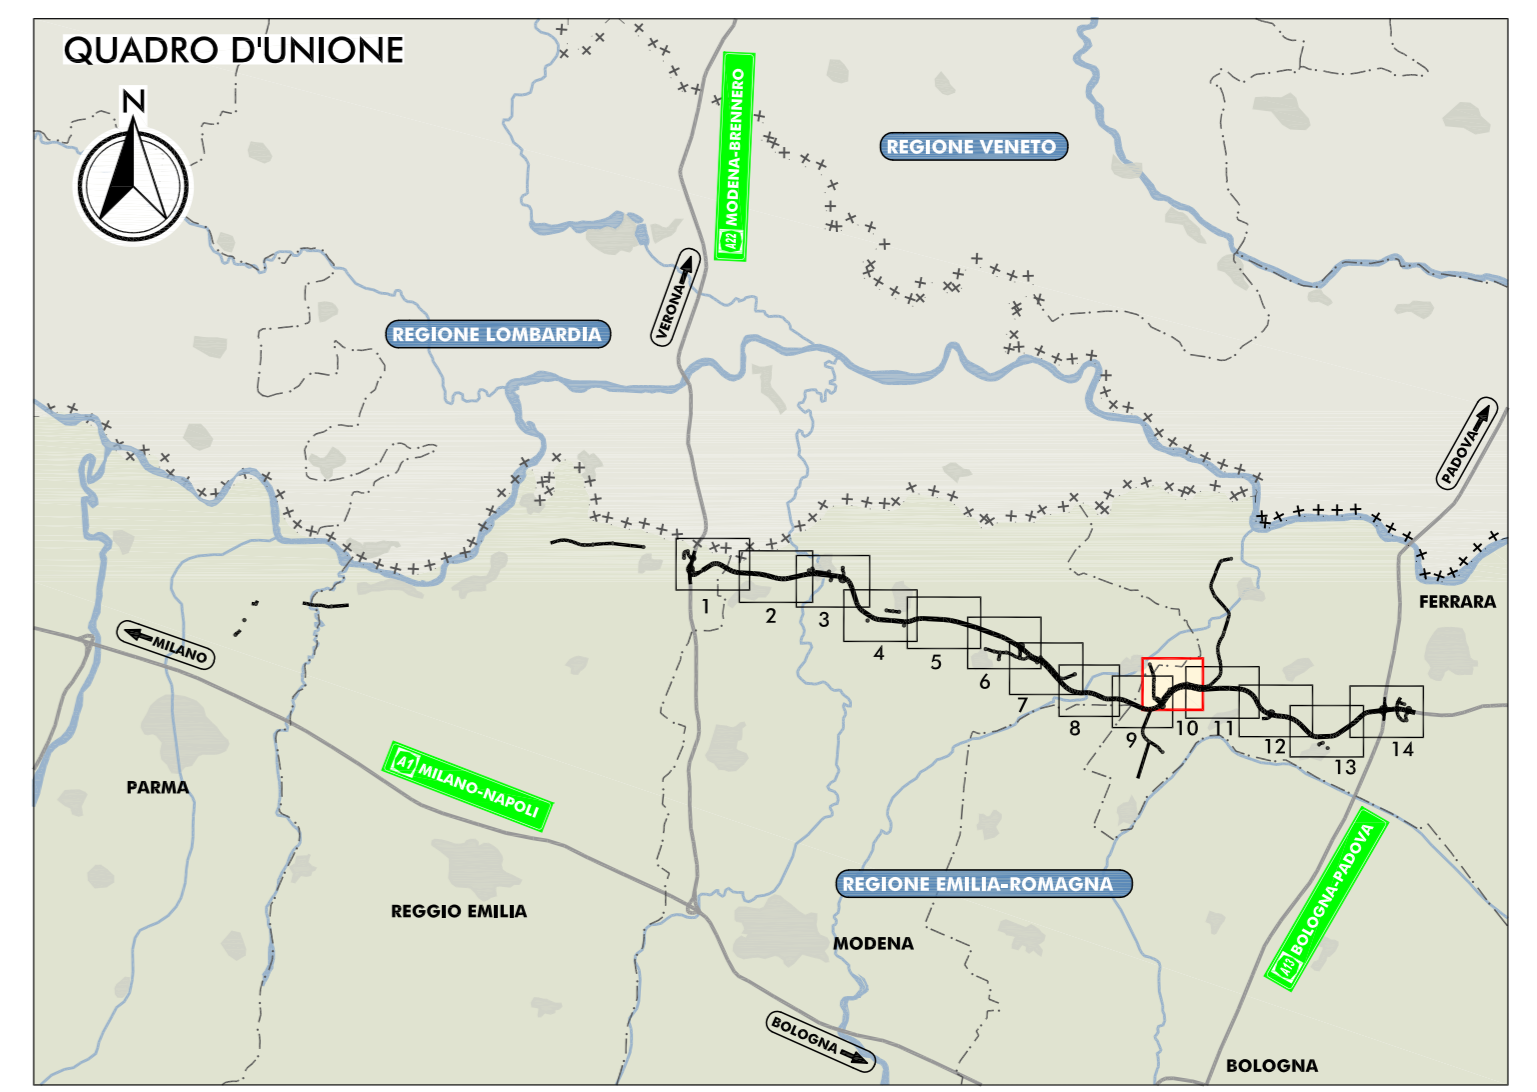 QUADRO D'UNIONE
N
A22 MODENA-BRENNERO
REGIONE VENETO
VERONA
REGIONE LOMBARDIA
PADOVA
FERRARA
1
2
3
4
5
6
7
8
9
10
11
12
13
14
MILANO
PARMA
A1 MILANO-NAPOLI
REGIONE EMILIA-ROMAGNA
A13 BOLOGNA-PADOVA
REGGIO EMILIA
MODENA
BOLOGNA
BOLOGNA